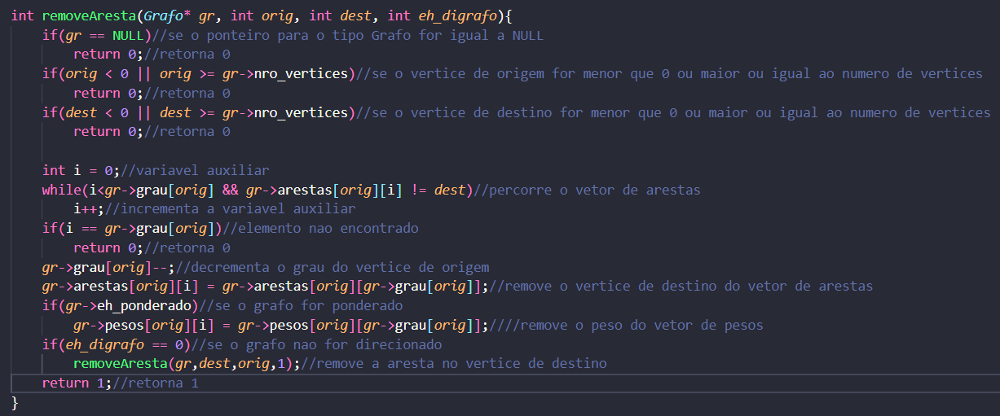 int removeAresta(Grafo* gr, int orig, int dest, int eh_digrafo){
    if(gr == NULL)//se o ponteiro para o tipo Grafo for igual a NULL
        return 0;//retorna 0
    if(orig < 0 || orig >= gr->nro_vertices)//se o vertice de origem for menor que 0 ou maior ou igual ao numero de vertices
        return 0;//retorna 0
    if(dest < 0 || dest >= gr->nro_vertices)//se o vertice de destino for menor que 0 ou maior ou igual ao numero de vertices
        return 0;//retorna 0

    int i = 0;//variavel auxiliar
    while(i<gr->grau[orig] && gr->arestas[orig][i] != dest)//percorre o vetor de arestas
        i++;//incrementa a variavel auxiliar
    if(i == gr->grau[orig])//elemento nao encontrado
        return 0;//retorna 0
    gr->grau[orig]--;//decrementa o grau do vertice de origem
    gr->arestas[orig][i] = gr->arestas[orig][gr->grau[orig]];//remove o vertice de destino do vetor de arestas
    if(gr->eh_ponderado)//se o grafo for ponderado
        gr->pesos[orig][i] = gr->pesos[orig][gr->grau[orig]];////remove o peso do vetor de pesos
    if(eh_digrafo == 0)//se o grafo nao for direcionado
        removeAresta(gr,dest,orig,1);//remove a aresta no vertice de destino
    return 1;//retorna 1
}